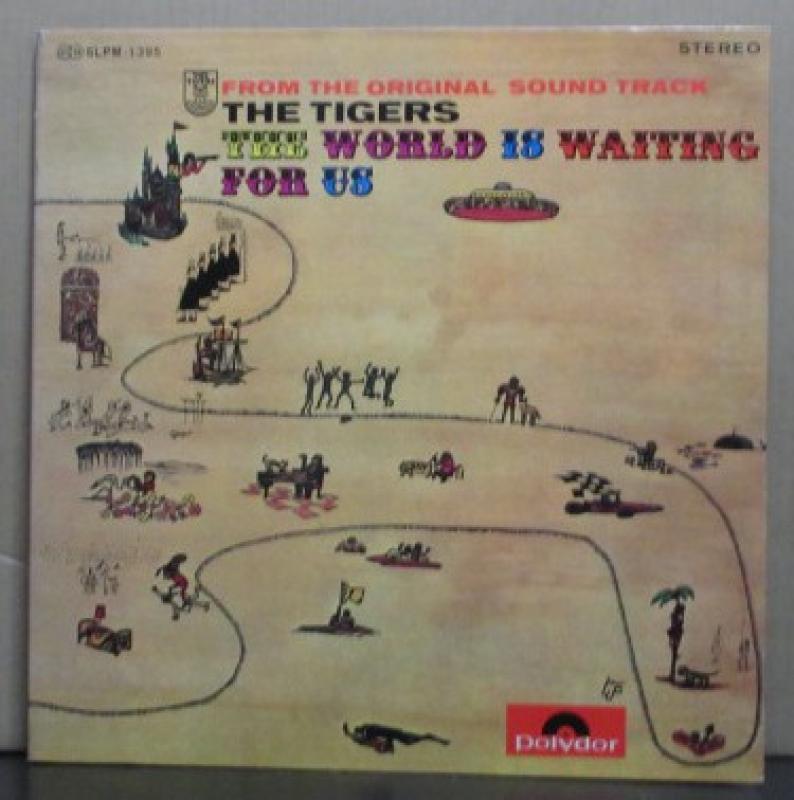 SLPM-1395
STEREO
FROM THE ORIGINAL SOUND TRACK
THE TIGERS
THE WORLD IS WAITING
FOR US
polydor